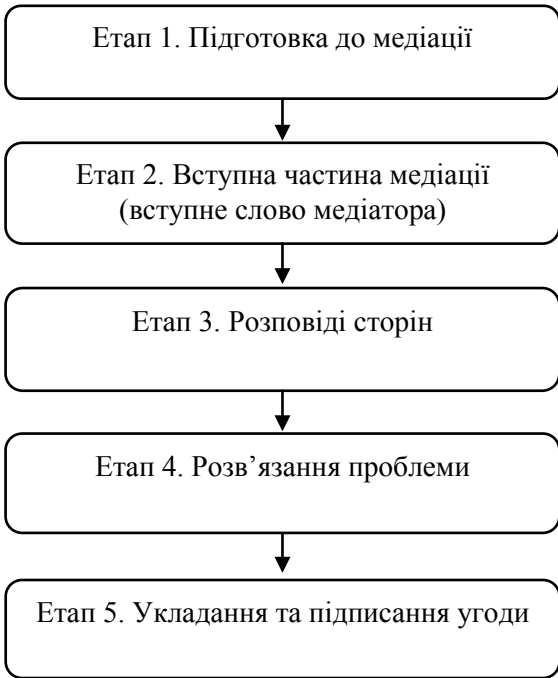 Етап 1. Підготовка до медіації
Етап 2. Вступна частина медіації
(вступне слово медіатора)
Етап 3. Розповіді сторін
Етап 4. Розв’язання проблеми
Етап 5. Укладання та підписання угоди